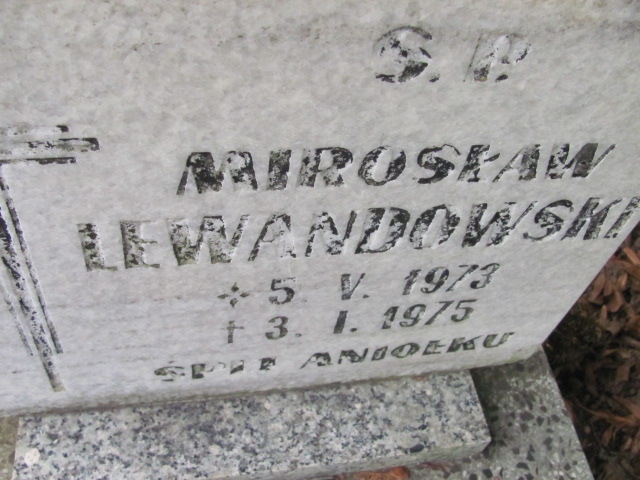 Ś.P.
MIROSŁAW
LEWANDOWSKI
✢ 5. V. 1973
† 3. I. 1975
ŚPIJ ANIOŁKU